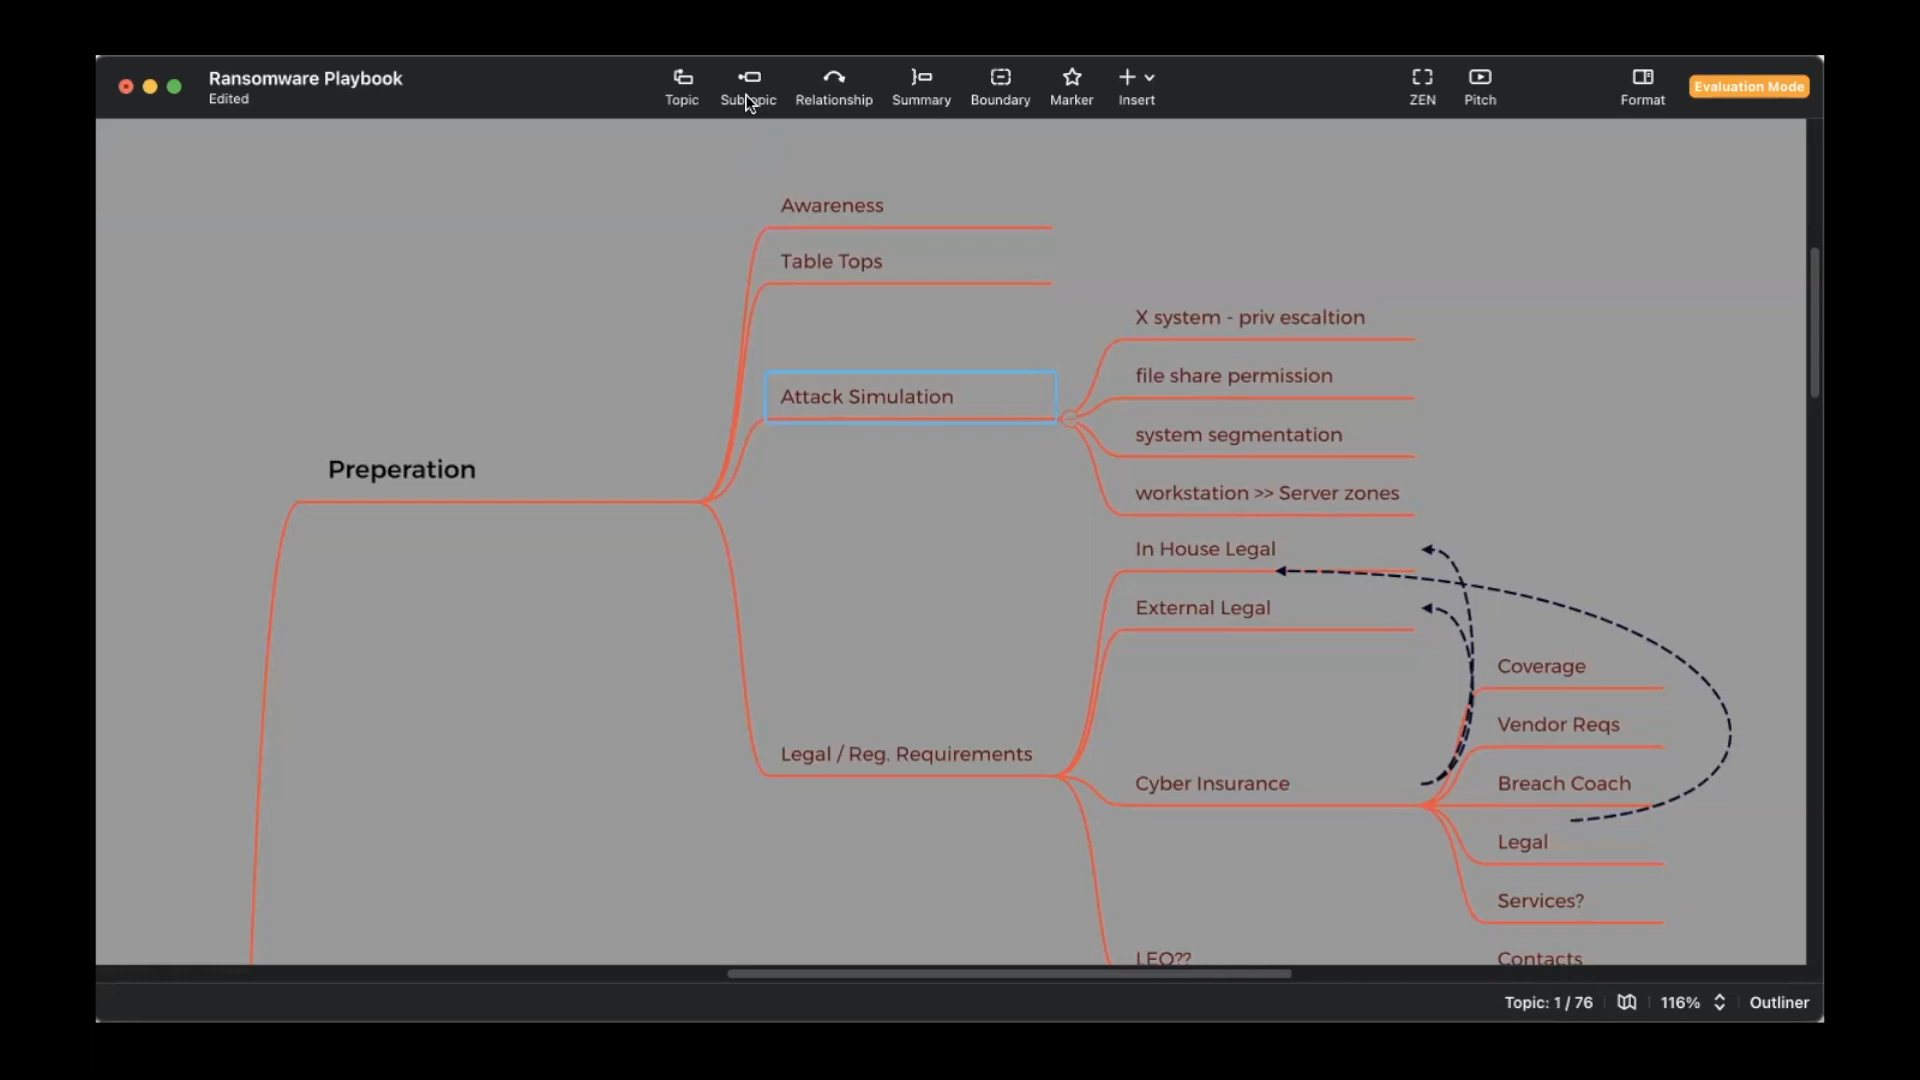 Ransomware Playbook
Edited
Topic
Subtopic
Relationship
Summary
Boundary
Marker
Insert
ZEN
Pitch
Format
Evaluation Mode
Awareness
Table Tops
X system - priv escaltion
file share permission
Attack Simulation
system segmentation
Preperation
workstation >> Server zones
In House Legal
External Legal
Coverage
Vendor Reqs
Legal / Reg. Requirements
Cyber Insurance
Breach Coach
Legal
Services?
LEO??
Contacts
Topic: 1 / 76
116%
Outliner